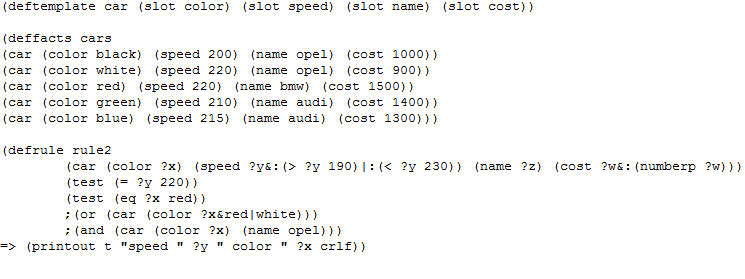 (deftemplate car (slot color) (slot speed) (slot name) (slot cost))
(deffacts cars
(car (color black) (speed 200) (name opel) (cost 1000))
(car (color white) (speed 220) (name opel) (cost 900))
(car (color red) (speed 220) (name bmw) (cost 1500))
(car (color green) (speed 210) (name audi) (cost 1400))
(car (color blue) (speed 215) (name audi) (cost 1300)))
(defrule rule2
(car (color ?x) (speed ?y&:(> ?y 190)|:(< ?y 230)) (name ?z) (cost ?w&:(numberp ?w)))
(test (= ?y 220))
(test (eq ?x red))
;(or (car (color ?x&red|white)))
;(and (car (color ?x) (name opel)))
=> (printout t "speed " ?y " color " ?x crlf))